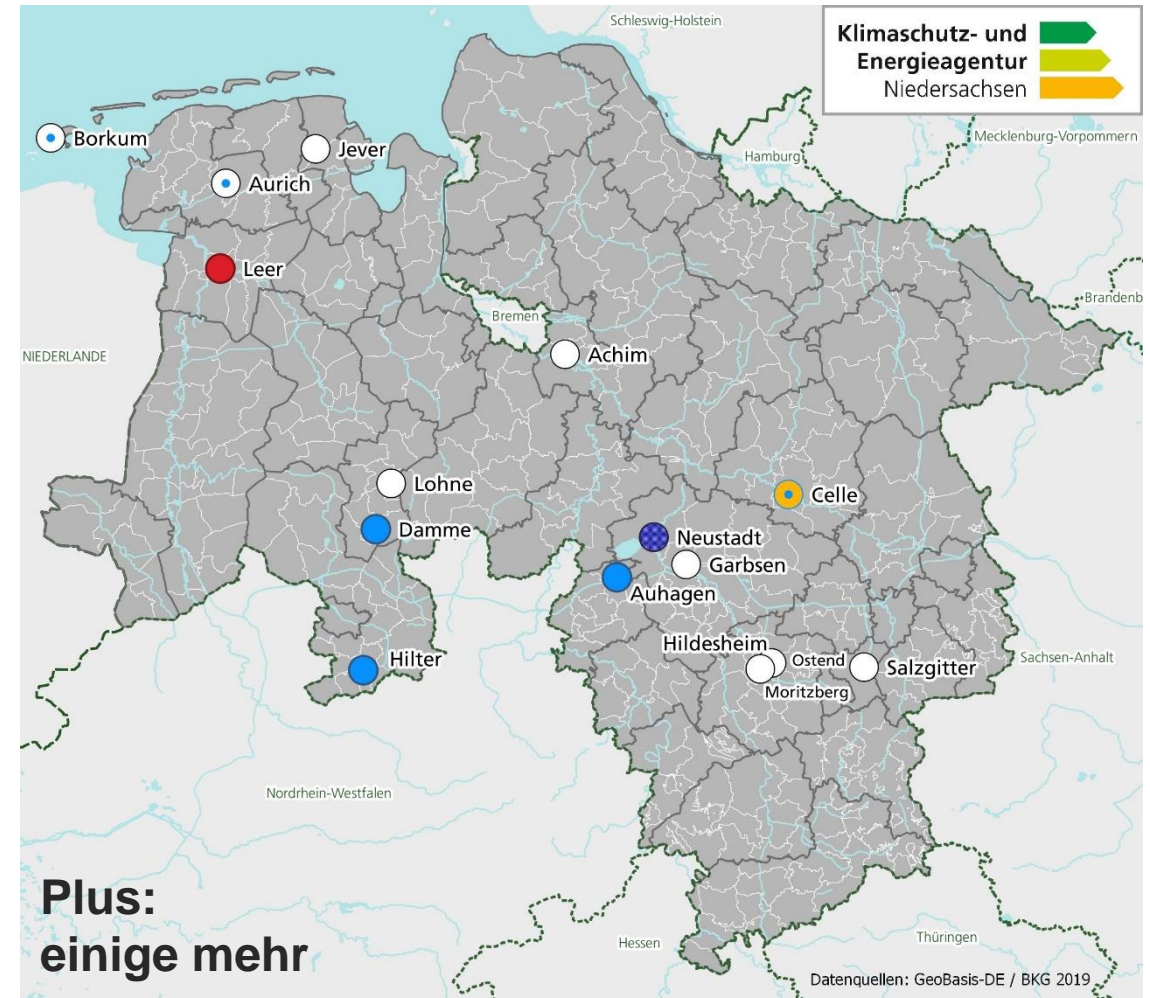 Schleswig-Holstein
Klimaschutz- und
Energieagentur
Niedersachsen
Mecklenburg-Vorpommern
Hamburg
Borkum
Jever
Aurich
Leer
Brandenb
Bremen
NIEDERLANDE
Achim
Lohne
Celle
Damme
Neustadt
Garbsen
Auhagen
Hildesheim
Ostend
Hilter
Salzgitter
Sachsen-Anhalt
Moritzberg
Nordrhein-Westfalen
Plus:
einige mehr
Hessen
Thüringen
Datenquellen: GeoBasis-DE / BKG 2019